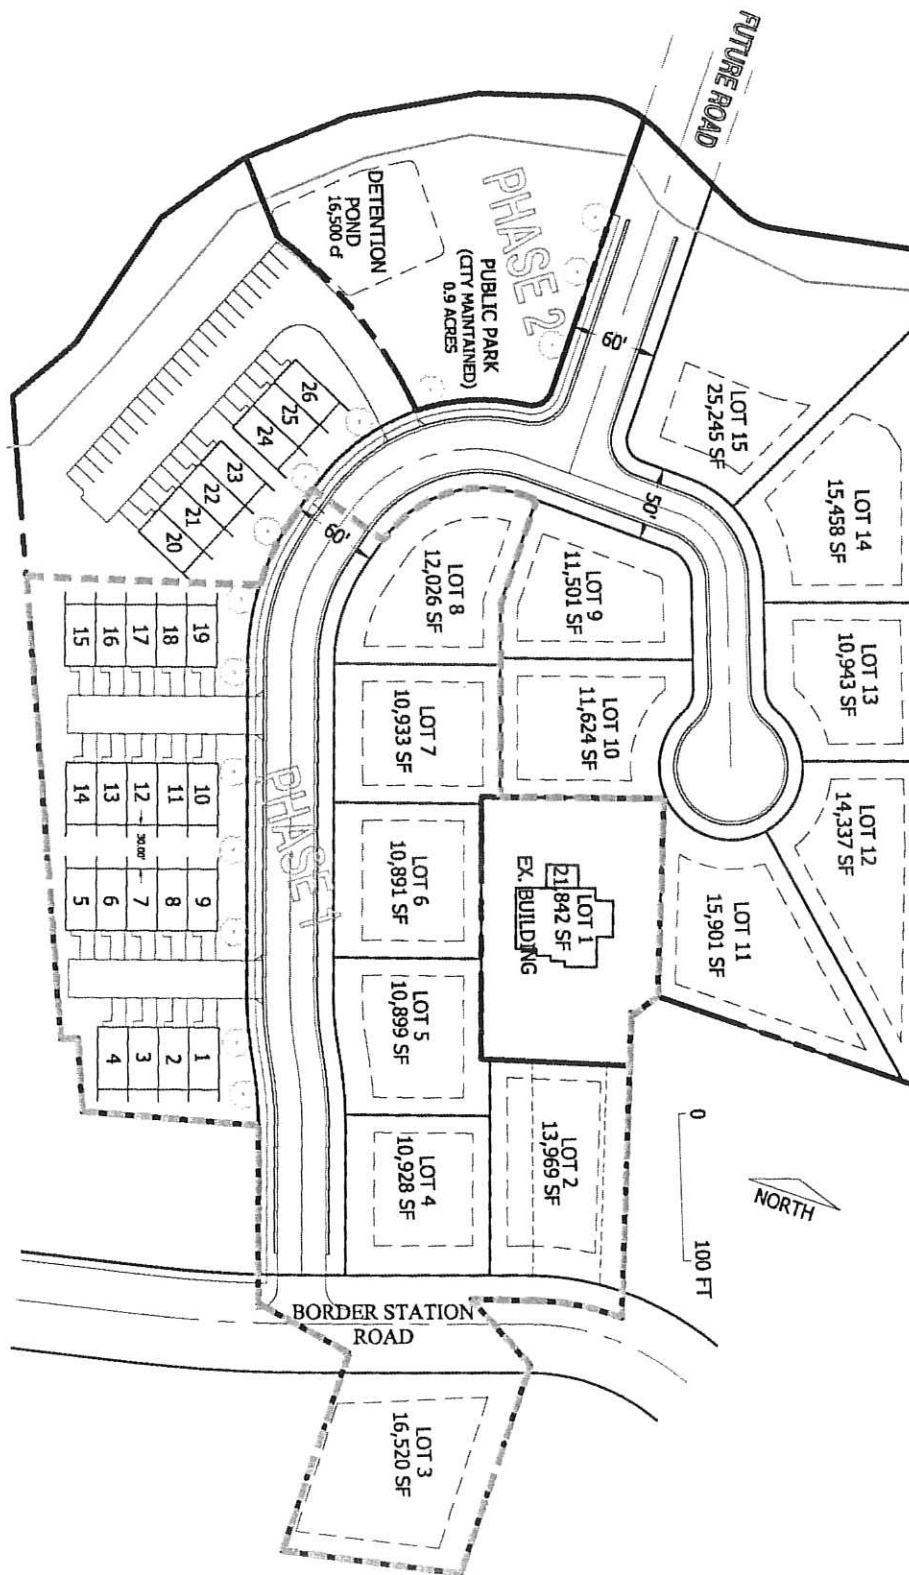 FUTURE ROAD
PHASE 2
DETENTION
POND
16,500 cf
PUBLIC PARK
(CITY MAINTAINED)
0.9 ACRES
60'
LOT 15
25,245 SF
LOT 14
15,458 SF
50'
LOT 13
10,943 SF
LOT 12
14,337 SF
LOT 11
15,901 SF
LOT 9
11,501 SF
LOT 10
11,624 SF
LOT 8
12,026 SF
60'
LOT 7
10,933 SF
LOT 6
10,891 SF
LOT 5
10,899 SF
LOT 4
10,928 SF
LOT 1
21,842 SF
EX. BUILDING
LOT 2
13,969 SF
LOT 3
16,520 SF
PHASE 1
26
25
24
23
22
21
20
19
18
17
16
15
10
11
12
13
14
30.00'
9
8
7
6
5
1
2
3
4
BORDER STATION
ROAD
0
100 FT
NORTH